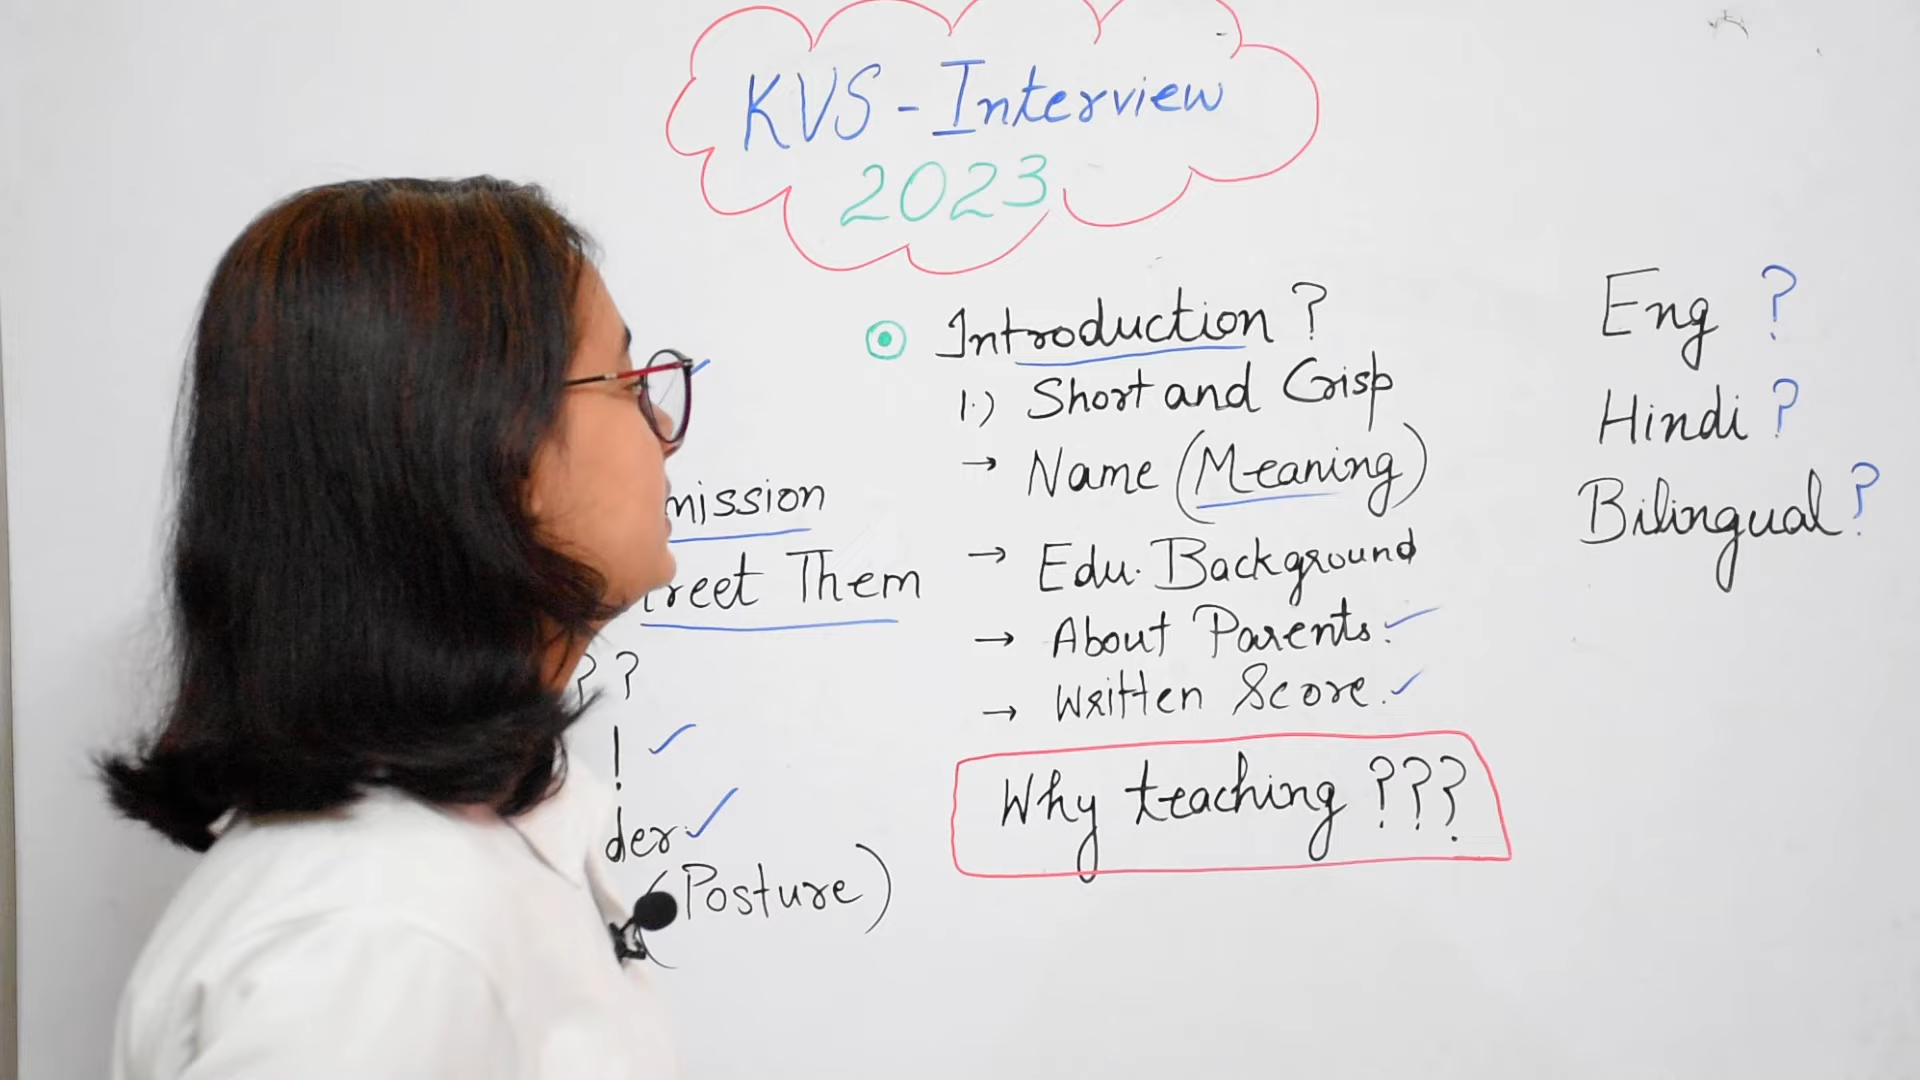 KVS - Interview
2023
mission
reet Them
? ?
! ✓
der ✓
(Posture)
Introduction ?
1.) Short and Crisp
→ Name (Meaning)
→ Edu. Background
→ About Parents. ✓
→ Written Score. ✓
Why teaching ???
Eng ?
Hindi ?
Bilingual ?